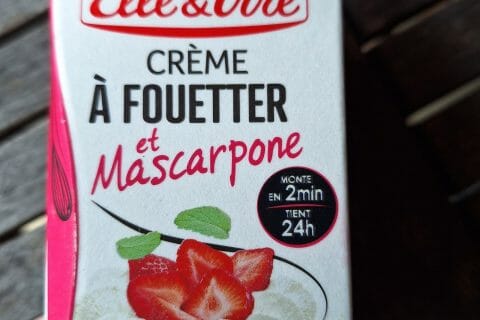 Elle & Vire
CRÈME
À FOUETTER
et
Mascarpone
MONTE
EN 2min
TIENT
24h